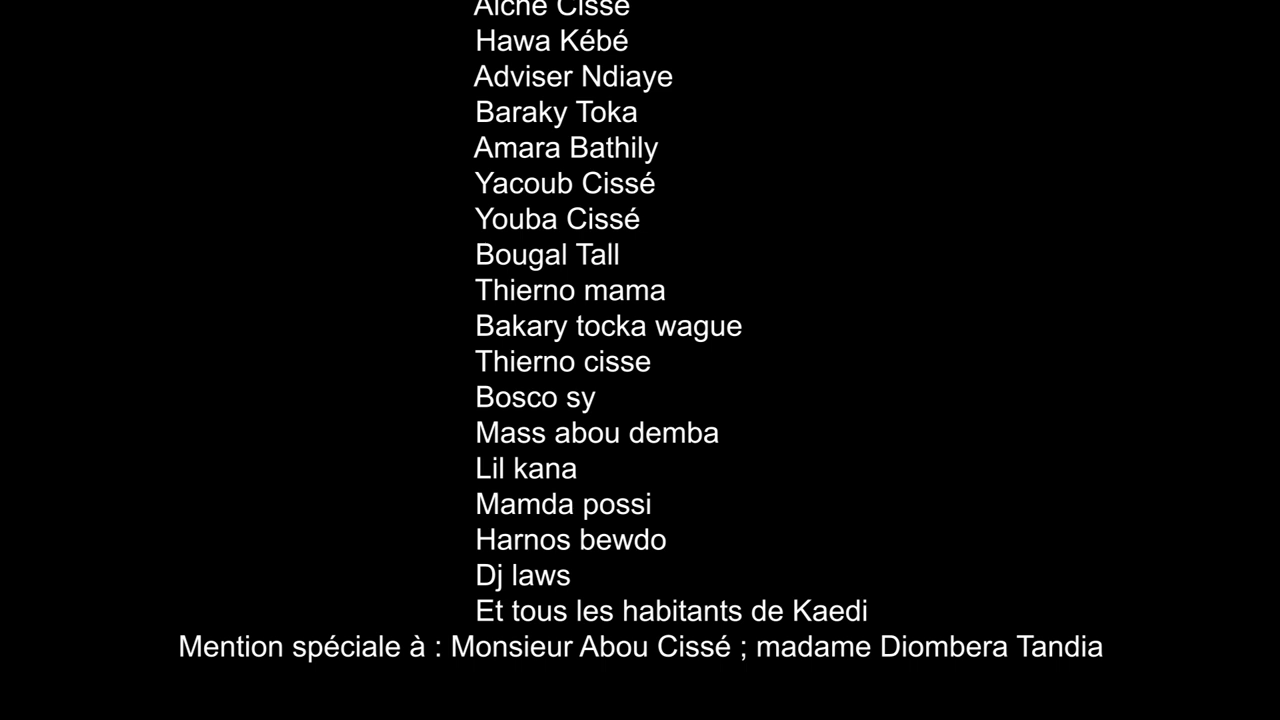 Aiche Cissé
Hawa Kébé
Adviser Ndiaye
Baraky Toka
Amara Bathily
Yacoub Cissé
Youba Cissé
Bougal Tall
Thierno mama
Bakary tocka wague
Thierno cisse
Bosco sy
Mass abou demba
Lil kana
Mamda possi
Harnos bewdo
Dj laws
Et tous les habitants de Kaedi
Mention spéciale à : Monsieur Abou Cissé ; madame Diombera Tandia